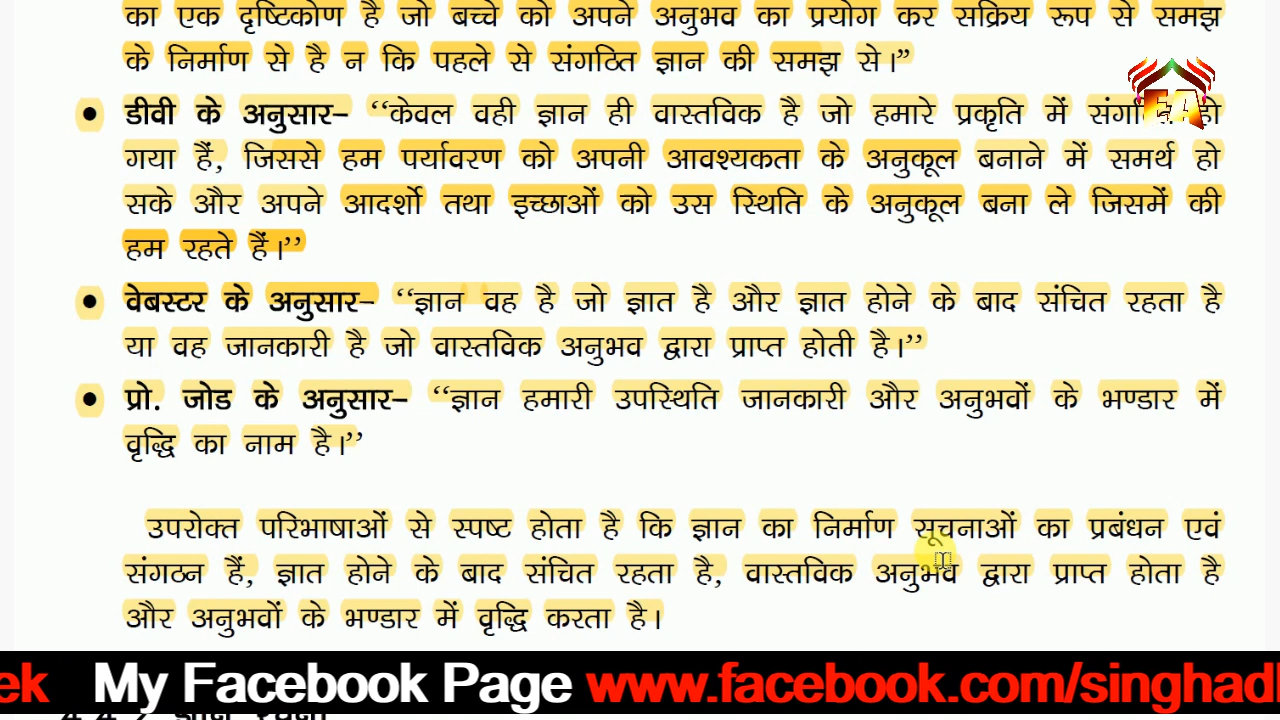 का एक दृष्टिकोण है जो बच्चे को अपने अनुभव का प्रयोग कर सक्रिय रूप से समझ
के निर्माण से है न कि पहले से संगठित ज्ञान की समझ से।”
• डीवी के अनुसार– ‘‘केवल वही ज्ञान ही वास्तविक है जो हमारे प्रकृति में हो
गया हैं, जिससे हम पर्यावरण को अपनी आवश्यकता के अनुकूल बनाने में समर्थ हो
सके और अपने आदर्शो तथा इच्छाओं को उस स्थिति के अनुकूल बना ले जिसमें की
हम रहते हैं।’’
• वेबस्टर के अनुसार– ‘‘ज्ञान वह है जो ज्ञात है और ज्ञात होने के बाद संचित रहता है
या वह जानकारी है जो वास्तविक अनुभव द्वारा प्राप्त होती है।’’
• प्रो. जोड के अनुसार– ‘‘ज्ञान हमारी उपस्थिति जानकारी और अनुभवों के भण्डार में
वृद्धि का नाम है।’’
उपरोक्त परिभाषाओं से स्पष्ट होता है कि ज्ञान का निर्माण सूचनाओं का प्रबंधन एवं
संगठन हैं, ज्ञात होने के बाद संचित रहता है, वास्तविक अनुभव द्वारा प्राप्त होता है
और अनुभवों के भण्डार में वृद्धि करता है।
ek My Facebook Page www.facebook.com/singhadl